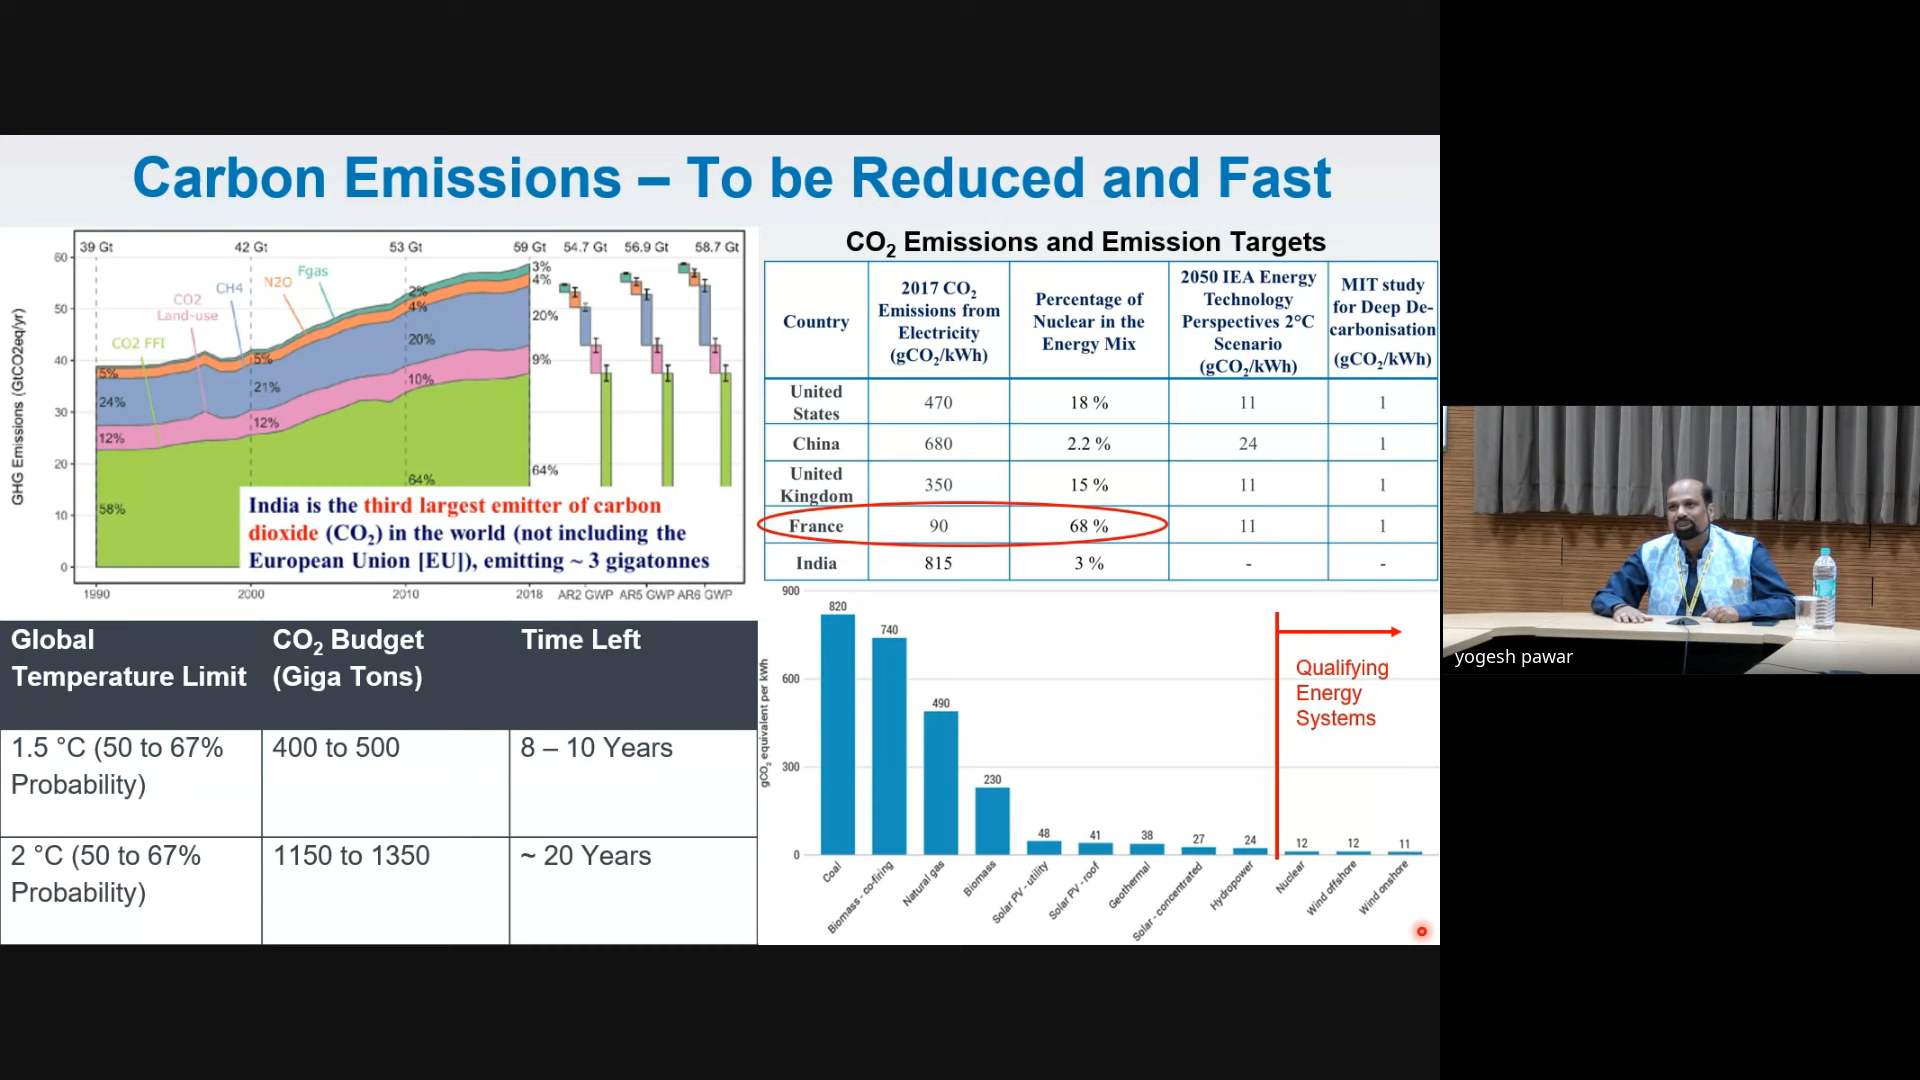 Carbon Emissions – To be Reduced and Fast
39 Gt
42 Gt
53 Gt
59 Gt
54.7 Gt
56.9 Gt
58.7 Gt
GHG Emissions (GtCO2eq/yr)
60
50
40
30
20
10
0
CO2 FFI
CO2
Land-use
CH4
N2O
Fgas
5%
24%
12%
58%
5%
21%
12%
2%
4%
20%
10%
64%
3%
4%
20%
9%
64%
India is the third largest emitter of carbon
dioxide (CO2) in the world (not including the
European Union [EU]), emitting ~ 3 gigatonnes
1990
2000
2010
2018
AR2 GWP
AR5 GWP
AR6 GWP
Global
Temperature Limit
CO2 Budget
(Giga Tons)
Time Left
1.5 °C (50 to 67%
Probability)
400 to 500
8 – 10 Years
2 °C (50 to 67%
Probability)
1150 to 1350
~ 20 Years
CO2 Emissions and Emission Targets
Country
2017 CO2
Emissions from
Electricity
(gCO2/kWh)
Percentage of
Nuclear in the
Energy Mix
2050 IEA Energy
Technology
Perspectives 2°C
Scenario
(gCO2/kWh)
MIT study
for Deep De-
carbonisation
(gCO2/kWh)
United
States
470
18 %
11
1
China
680
2.2 %
24
1
United
Kingdom
350
15 %
11
1
France
90
68 %
11
1
India
815
3 %
-
-
gCO2 equivalent per kWh
900
600
300
0
820
740
490
230
48
41
38
27
24
12
12
11
Qualifying
Energy
Systems
Coal
Biomass - co-firing
Natural gas
Biomass
Solar PV - utility
Solar PV - roof
Geothermal
Solar - concentrated
Hydropower
Nuclear
Wind offshore
Wind onshore
yogesh pawar